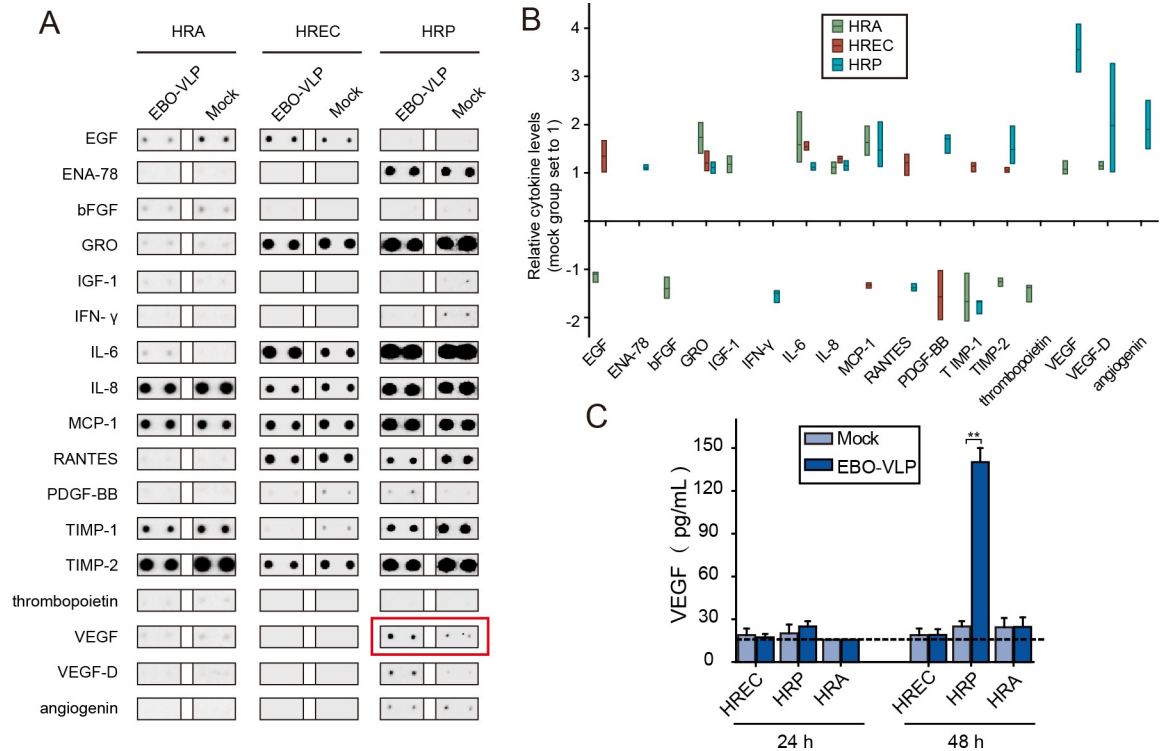 A
HRA HREC HRP
EBO-VLP Mock EBO-VLP Mock EBO-VLP Mock
EGF
ENA-78
bFGF
GRO
IGF-1
IFN- γ
IL-6
IL-8
MCP-1
RANTES
PDGF-BB
TIMP-1
TIMP-2
thrombopoietin
VEGF
VEGF-D
angiogenin
B
Relative cytokine levels
(mock group set to 1)
4
3
2
1
-1
-2
HRA
HREC
HRP
EGF ENA-78 bFGF GRO IGF-1 IFN-γ IL-6 IL-8 MCP-1 RANTES PDGF-BB T IMP-1 TIMP-2 thrombopoietin VEGF VEGF-D angiogenin
C
VEGF ( pg/mL )
150
120
90
60
30
0
Mock
EBO-VLP
**
HREC HRP HRA HREC HRP HRA
24 h 48 h